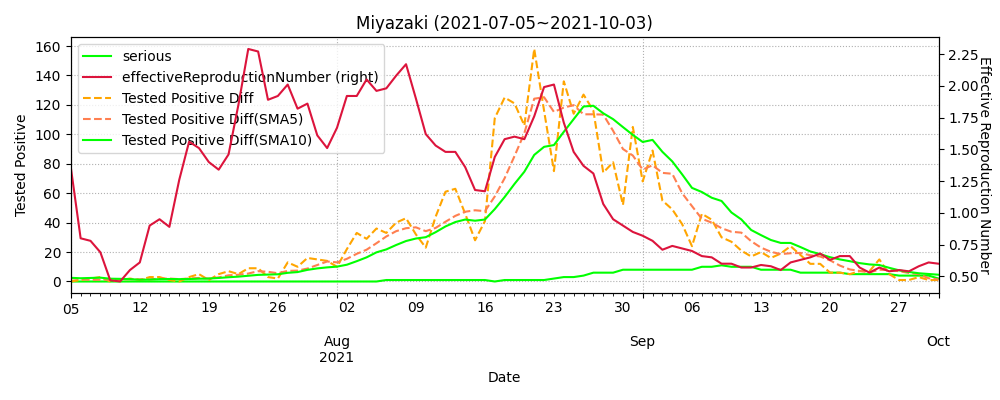 Miyazaki (2021-07-05~2021-10-03)
serious
effectiveReproductionNumber (right)
Tested Positive Diff
Tested Positive Diff(SMA5)
Tested Positive Diff(SMA10)
Tested Positive
160
140
120
100
80
60
40
20
0
2.25
2.00
1.75
1.50
1.25
1.00
0.75
0.50
Effective Reproduction Number
05 12 19 26 02 09 16 23 30 06 13 20 27
Aug Sep Oct
2021
Date